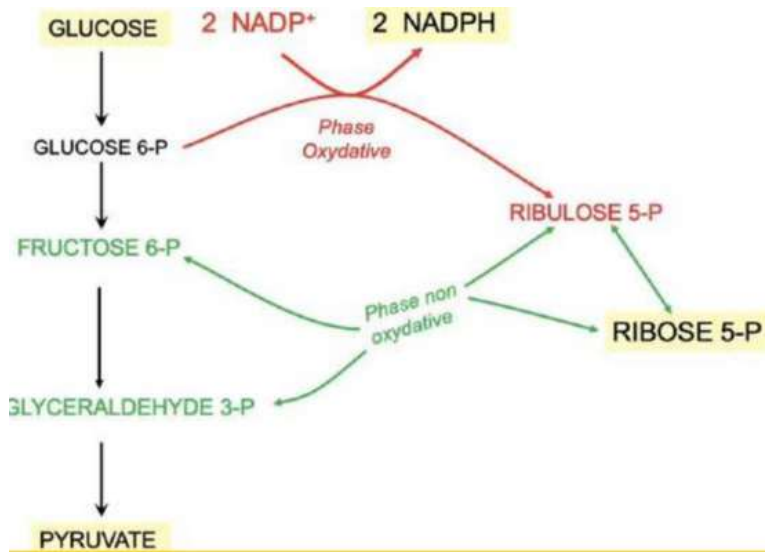 GLUCOSE
2 NADP+
2 NADPH
Phase
Oxydative
GLUCOSE 6-P
RIBULOSE 5-P
FRUCTOSE 6-P
Phase non
oxydative
RIBOSE 5-P
GLYCERALDEHYDE 3-P
PYRUVATE